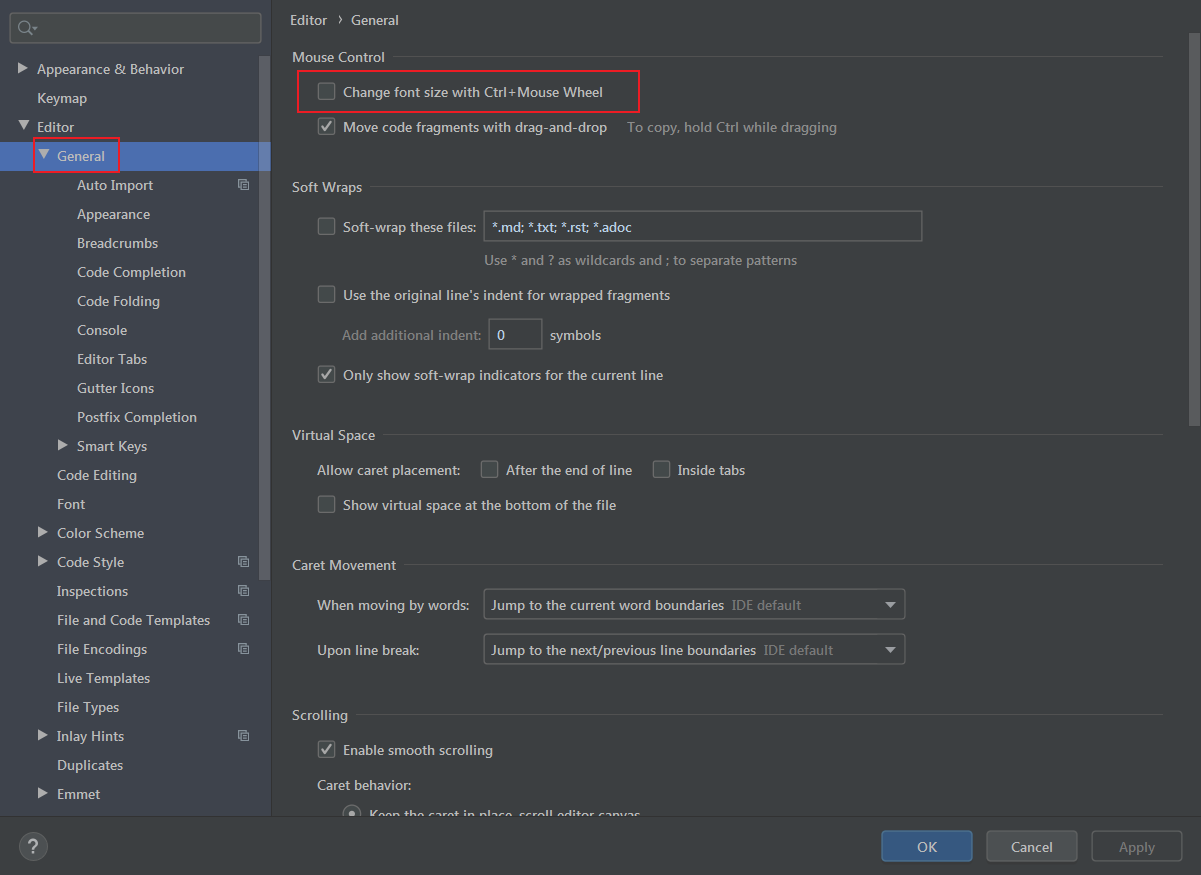 Appearance & Behavior
Keymap
Editor
General
Auto Import
Appearance
Breadcrumbs
Code Completion
Code Folding
Console
Editor Tabs
Gutter Icons
Postfix Completion
Smart Keys
Code Editing
Font
Color Scheme
Code Style
Inspections
File and Code Templates
File Encodings
Live Templates
File Types
Inlay Hints
Duplicates
Emmet
Editor › General
Mouse Control
Change font size with Ctrl+Mouse Wheel
Move code fragments with drag-and-drop To copy, hold Ctrl while dragging
Soft Wraps
Soft-wrap these files: *.md; *.txt; *.rst; *.adoc
Use * and ? as wildcards and ; to separate patterns
Use the original line's indent for wrapped fragments
Add additional indent: 0 symbols
Only show soft-wrap indicators for the current line
Virtual Space
Allow caret placement: After the end of line Inside tabs
Show virtual space at the bottom of the file
Caret Movement
When moving by words: Jump to the current word boundaries IDE default
Upon line break: Jump to the next/previous line boundaries IDE default
Scrolling
Enable smooth scrolling
Caret behavior:
Keep the caret in place, scroll editor canvas
? OK Cancel Apply